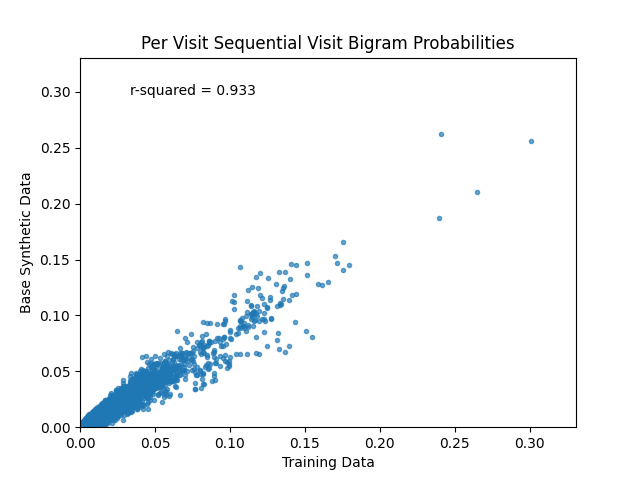 Per Visit Sequential Visit Bigram Probabilities
r-squared = 0.933
0.30
0.25
0.20
0.15
0.10
0.05
0.00
Base Synthetic Data
0.00 0.05 0.10 0.15 0.20 0.25 0.30
Training Data